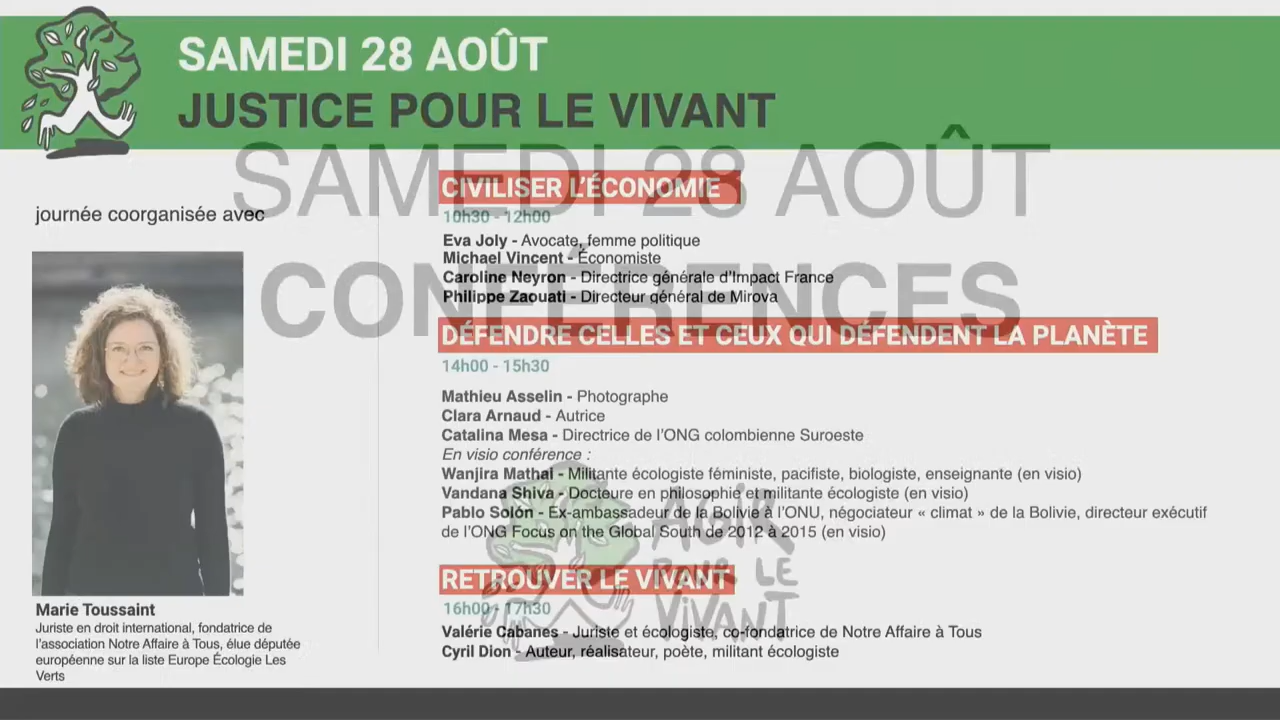 SAMEDI 28 AOÛT
JUSTICE POUR LE VIVANT
SAMEDI 28 AOÛT
CONFÉRENCES
journée coorganisée avec
Marie Toussaint
Juriste en droit international, fondatrice de
l'association Notre Affaire à Tous, élue députée
européenne sur la liste Europe Écologie Les
Verts
CIVILISER L'ÉCONOMIE
10h30 - 12h00
Eva Joly - Avocate, femme politique
Michael Vincent - Économiste
Caroline Neyron - Directrice générale d'Impact France
Philippe Zaouati - Directeur général de Mirova
DÉFENDRE CELLES ET CEUX QUI DÉFENDENT LA PLANÈTE
14h00 - 15h30
Mathieu Asselin - Photographe
Clara Arnaud - Autrice
Catalina Mesa - Directrice de l'ONG colombienne Suroeste
En visio conférence :
Wanjira Mathai - Militante écologiste féministe, pacifiste, biologiste, enseignante (en visio)
Vandana Shiva - Docteure en philosophie et militante écologiste (en visio)
Pablo Solón - Ex-ambassadeur de la Bolivie à l'ONU, négociateur « climat » de la Bolivie, directeur exécutif
de l'ONG Focus on the Global South de 2012 à 2015 (en visio)
RETROUVER LE VIVANT
16h00 - 17h30
Valérie Cabanes - Juriste et écologiste, co-fondatrice de Notre Affaire à Tous
Cyril Dion - Auteur, réalisateur, poète, militant écologiste
AGIR
POUR LE
VIVANT